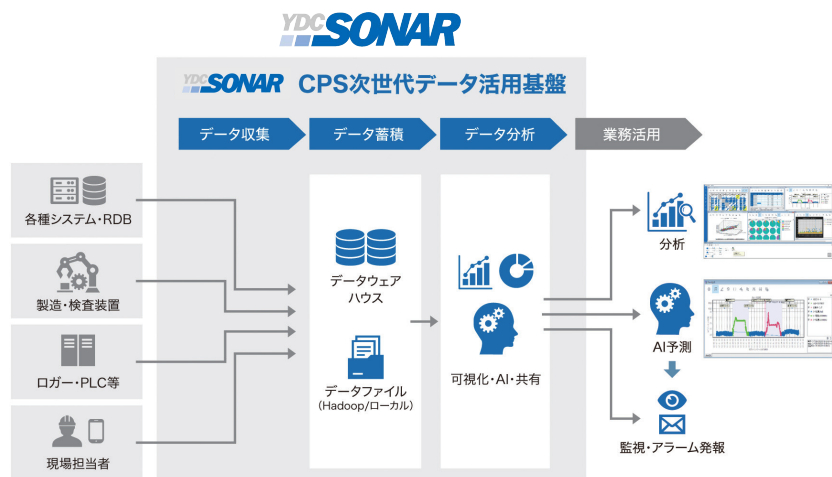 YDC SONAR
YDC SONAR CPS次世代データ活用基盤
データ収集
データ蓄積
データ分析
業務活用
各種システム・RDB
製造・検査装置
ロガー・PLC等
現場担当者
データウェア
ハウス
データファイル
(Hadoop/ローカル)
可視化・AI・共有
分析
AI予測
監視・アラーム発報